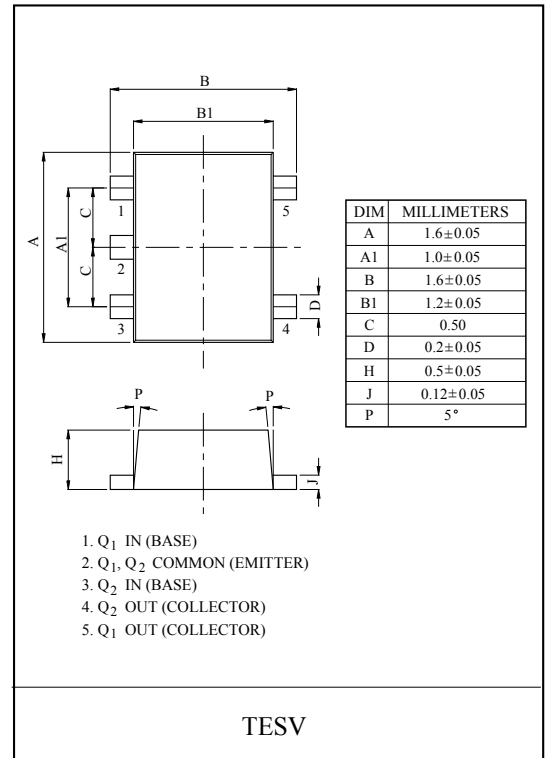 B
B1
A
A1
C
C
1
2
3
5
4
D
P
P
H
J
DIM MILLIMETERS
A 1.6±0.05
A1 1.0±0.05
B 1.6±0.05
B1 1.2±0.05
C 0.50
D 0.2±0.05
H 0.5±0.05
J 0.12±0.05
P 5°
1. Q1 IN (BASE)
2. Q1, Q2 COMMON (EMITTER)
3. Q2 IN (BASE)
4. Q2 OUT (COLLECTOR)
5. Q1 OUT (COLLECTOR)
TESV